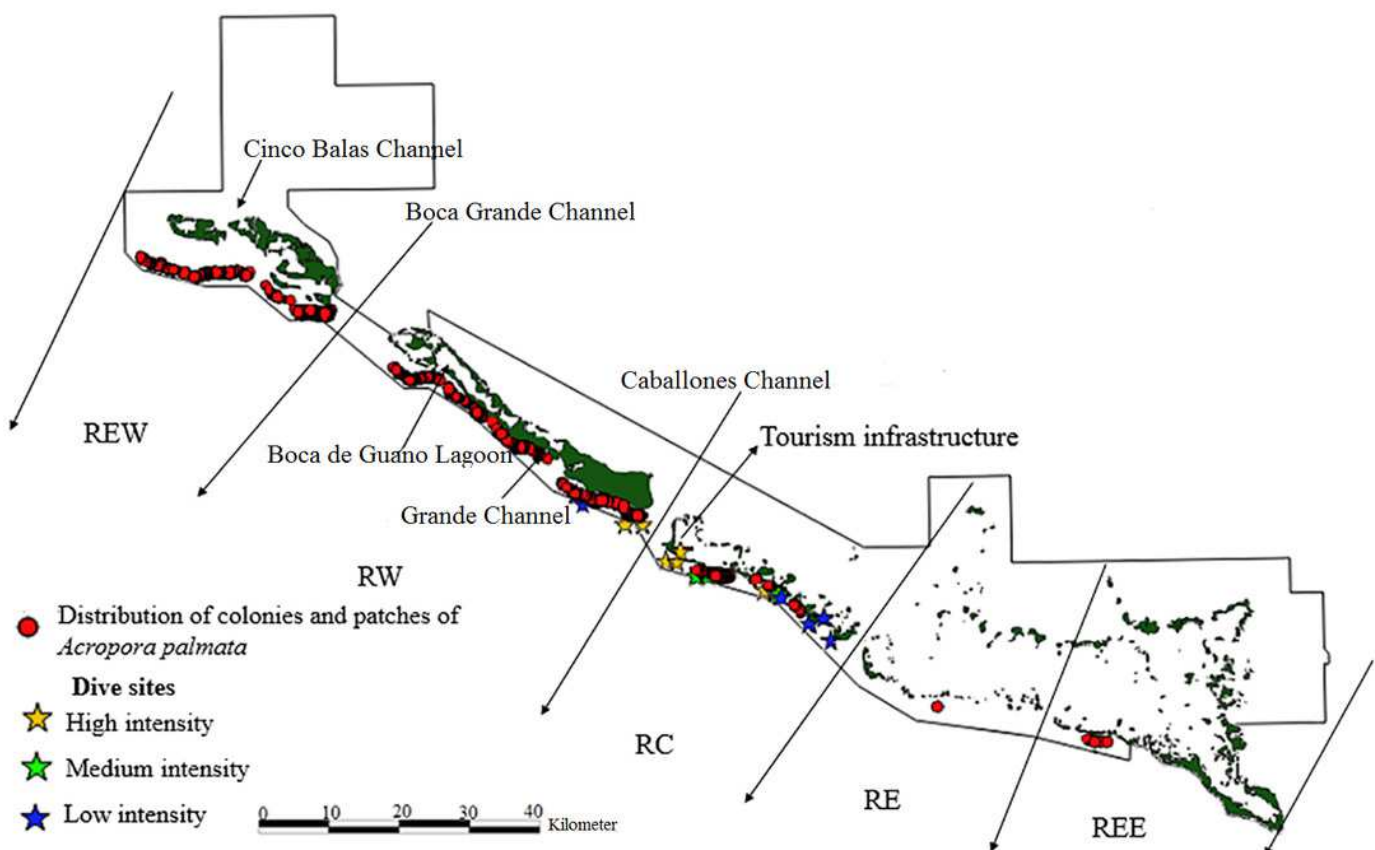 Cinco Balas Channel
Boca Grande Channel
Caballones Channel
REW
Tourism infrastructure
Boca de Guano Lagoon
Grande Channel
RW
Distribution of colonies and patches of
Acropora palmata
Dive sites
High intensity
RC
Medium intensity
RE
Low intensity
0 10 20 30 40
Kilometer
REE